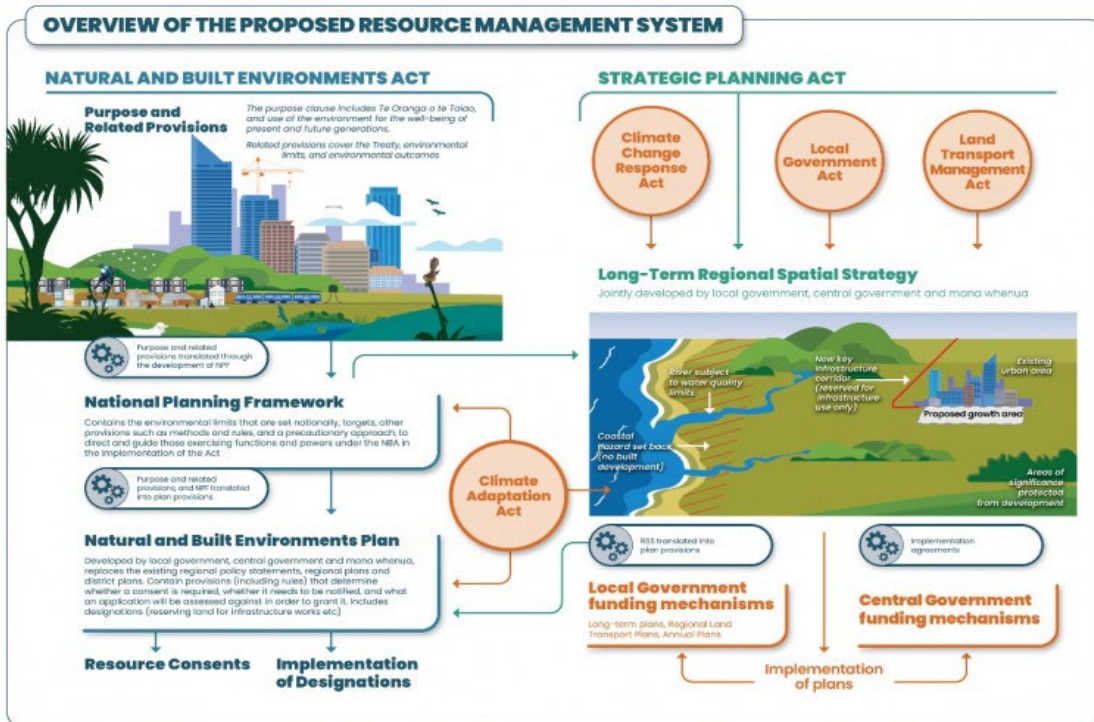 OVERVIEW OF THE PROPOSED RESOURCE MANAGEMENT SYSTEM
NATURAL AND BUILT ENVIRONMENTS ACT
Purpose and
Related Provisions
The purpose clause includes Te Oranga o te Taiao,
and use of the environment for the well-being of
present and future generations.
Related provisions cover the Treaty, environmental
limits, and environmental outcomes
Purpose and related
provisions translated through
the development of NPF
National Planning Framework
Contains the environmental limits that are set nationally, targets, other
provisions such as methods and rules, and a precautionary approach, to
direct and guide those exercising functions and powers under the NBA in
the implementation of the Act
Purpose and related
provisions, and NPF translated
into plan provisions
Natural and Built Environments Plan
Developed by local government, central government and mana whenua,
replaces the existing regional policy statements, regional plans and
district plans. Contain provisions (including rules) that determine
whether a consent is required, whether it needs to be notified, and what
an application will be assessed against in order to grant it. Includes
designations (reserving land for infrastructure works etc)
Resource Consents
Implementation
of Designations
Climate
Adaptation
Act
STRATEGIC PLANNING ACT
Climate
Change
Response
Act
Local
Government
Act
Land
Transport
Management
Act
Long-Term Regional Spatial Strategy
Jointly developed by local government, central government and mana whenua
River subject
to water quality
limits
New key
infrastructure
corridor
(reserved for
infrastructure
use only)
Existing
urban area
Proposed growth area
Coastal
Hazard set back
(no built
development)
Areas of
significance
protected
from development
RSS translated into
plan provisions
Implementation
agreements
Local Government
funding mechanisms
Long-term plans, Regional Land
Transport Plans, Annual Plans
Central Government
funding mechanisms
Implementation
of plans